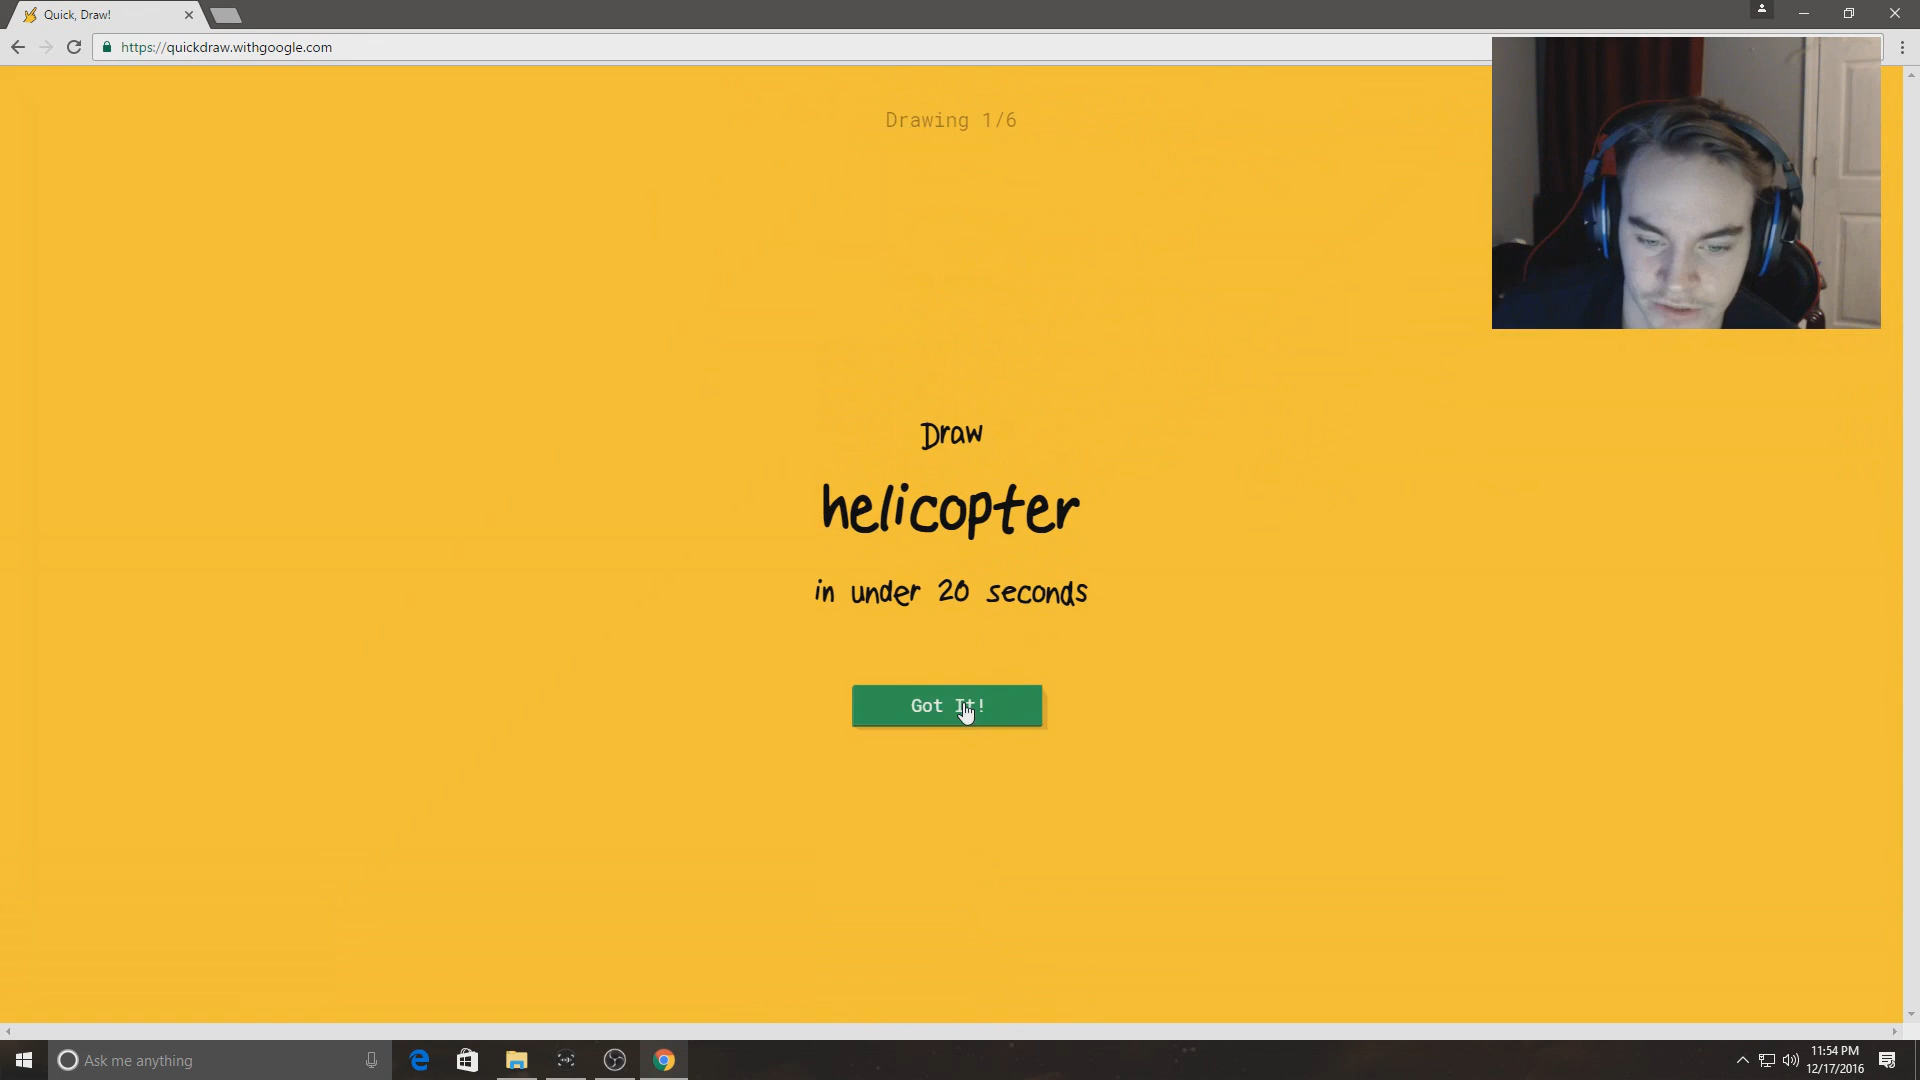 Quick, Draw!
https://quickdraw.withgoogle.com
Drawing 1/6
Draw
helicopter
in under 20 seconds
Got It!
Ask me anything
11:54 PM
12/17/2016